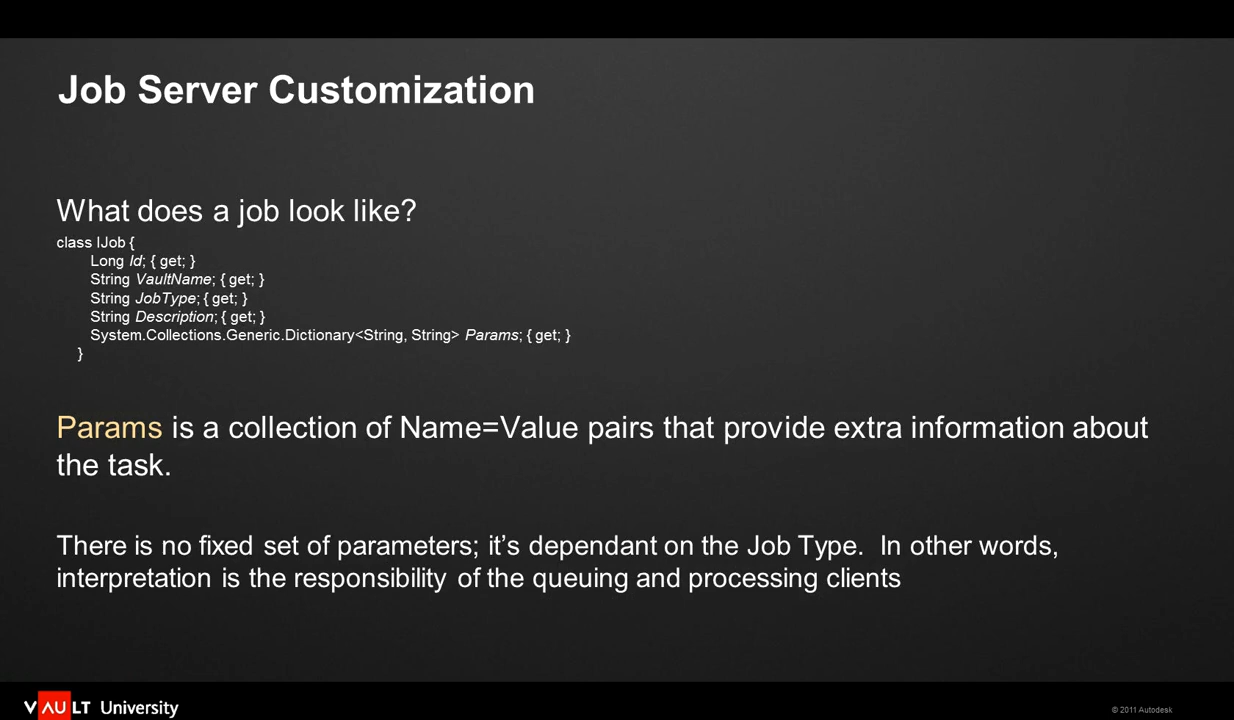 Job Server Customization
What does a job look like?
class IJob {
Long Id; { get; }
String VaultName; { get; }
String JobType; { get; }
String Description; { get; }
System.Collections.Generic.Dictionary<String, String> Params; { get; }
}
Params is a collection of Name=Value pairs that provide extra information about
the task.
There is no fixed set of parameters; it’s dependant on the Job Type.  In other words,
interpretation is the responsibility of the queuing and processing clients
VAULT University
© 2011 Autodesk